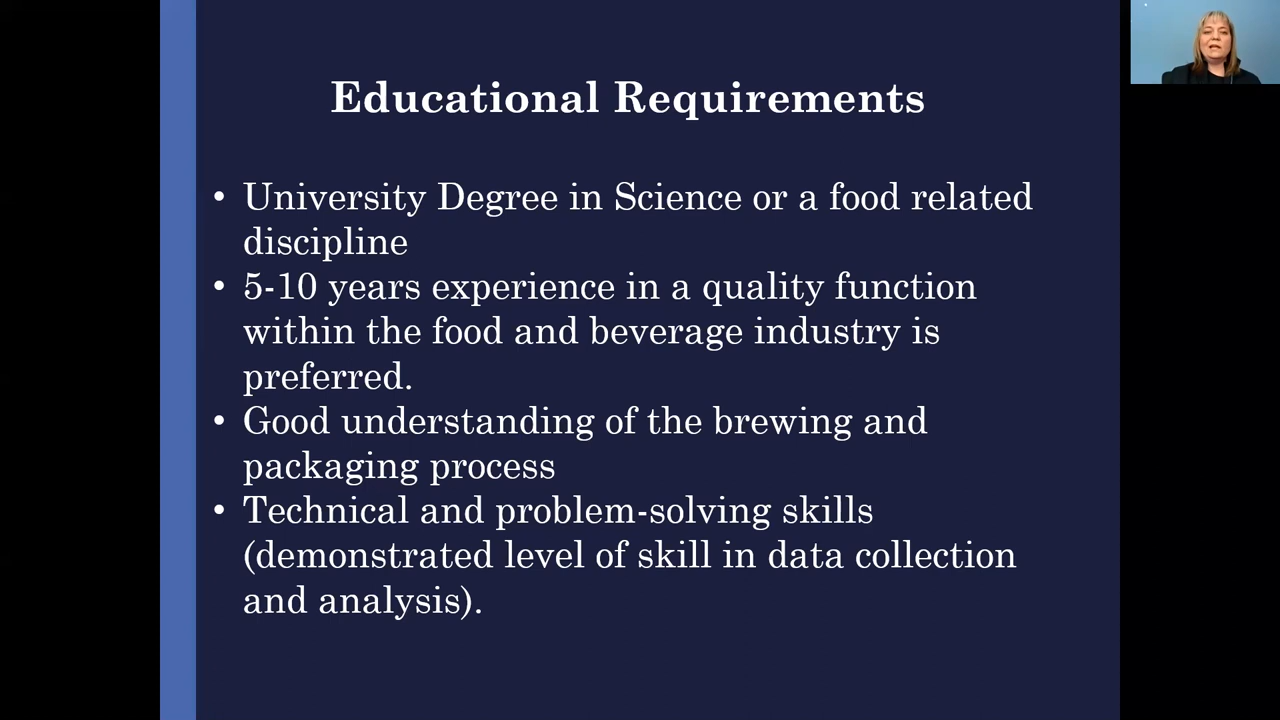 Educational Requirements
• University Degree in Science or a food related
discipline
• 5-10 years experience in a quality function
within the food and beverage industry is
preferred.
• Good understanding of the brewing and
packaging process
• Technical and problem-solving skills
(demonstrated level of skill in data collection
and analysis).